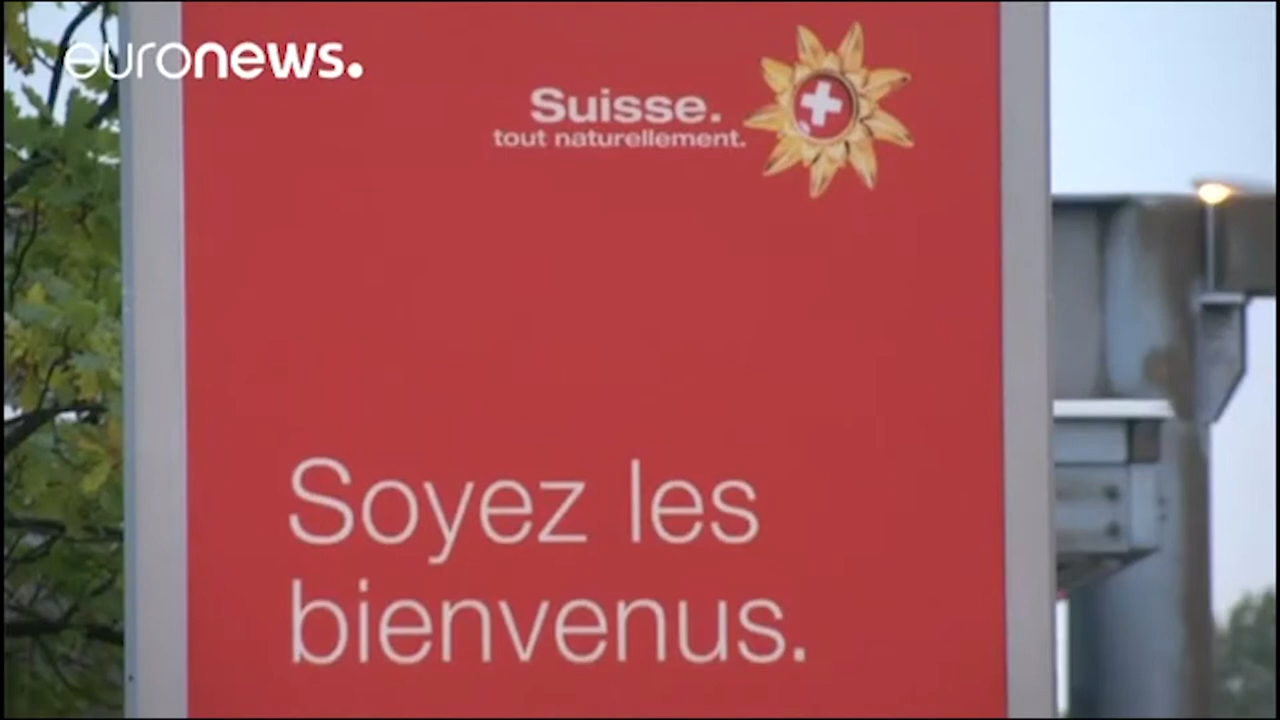 euronews.
Suisse.
tout naturellement.
Soyez les
bienvenus.